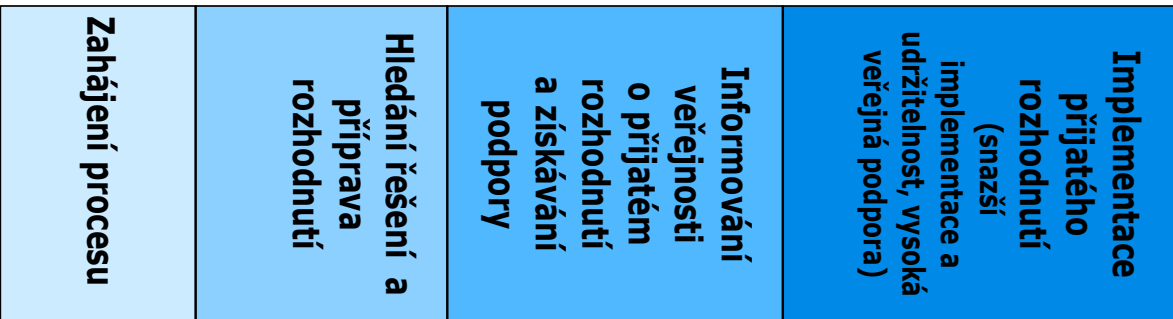 Zahájení procesu
Hledání řešení a
příprava
rozhodnutí
Informování
veřejnosti
o přijatém
rozhodnutí
a získávání
podpory
Implementace
přijatého
rozhodnutí
(snazší
implementace a
udržitelnost, vysoká
veřejná podpora)